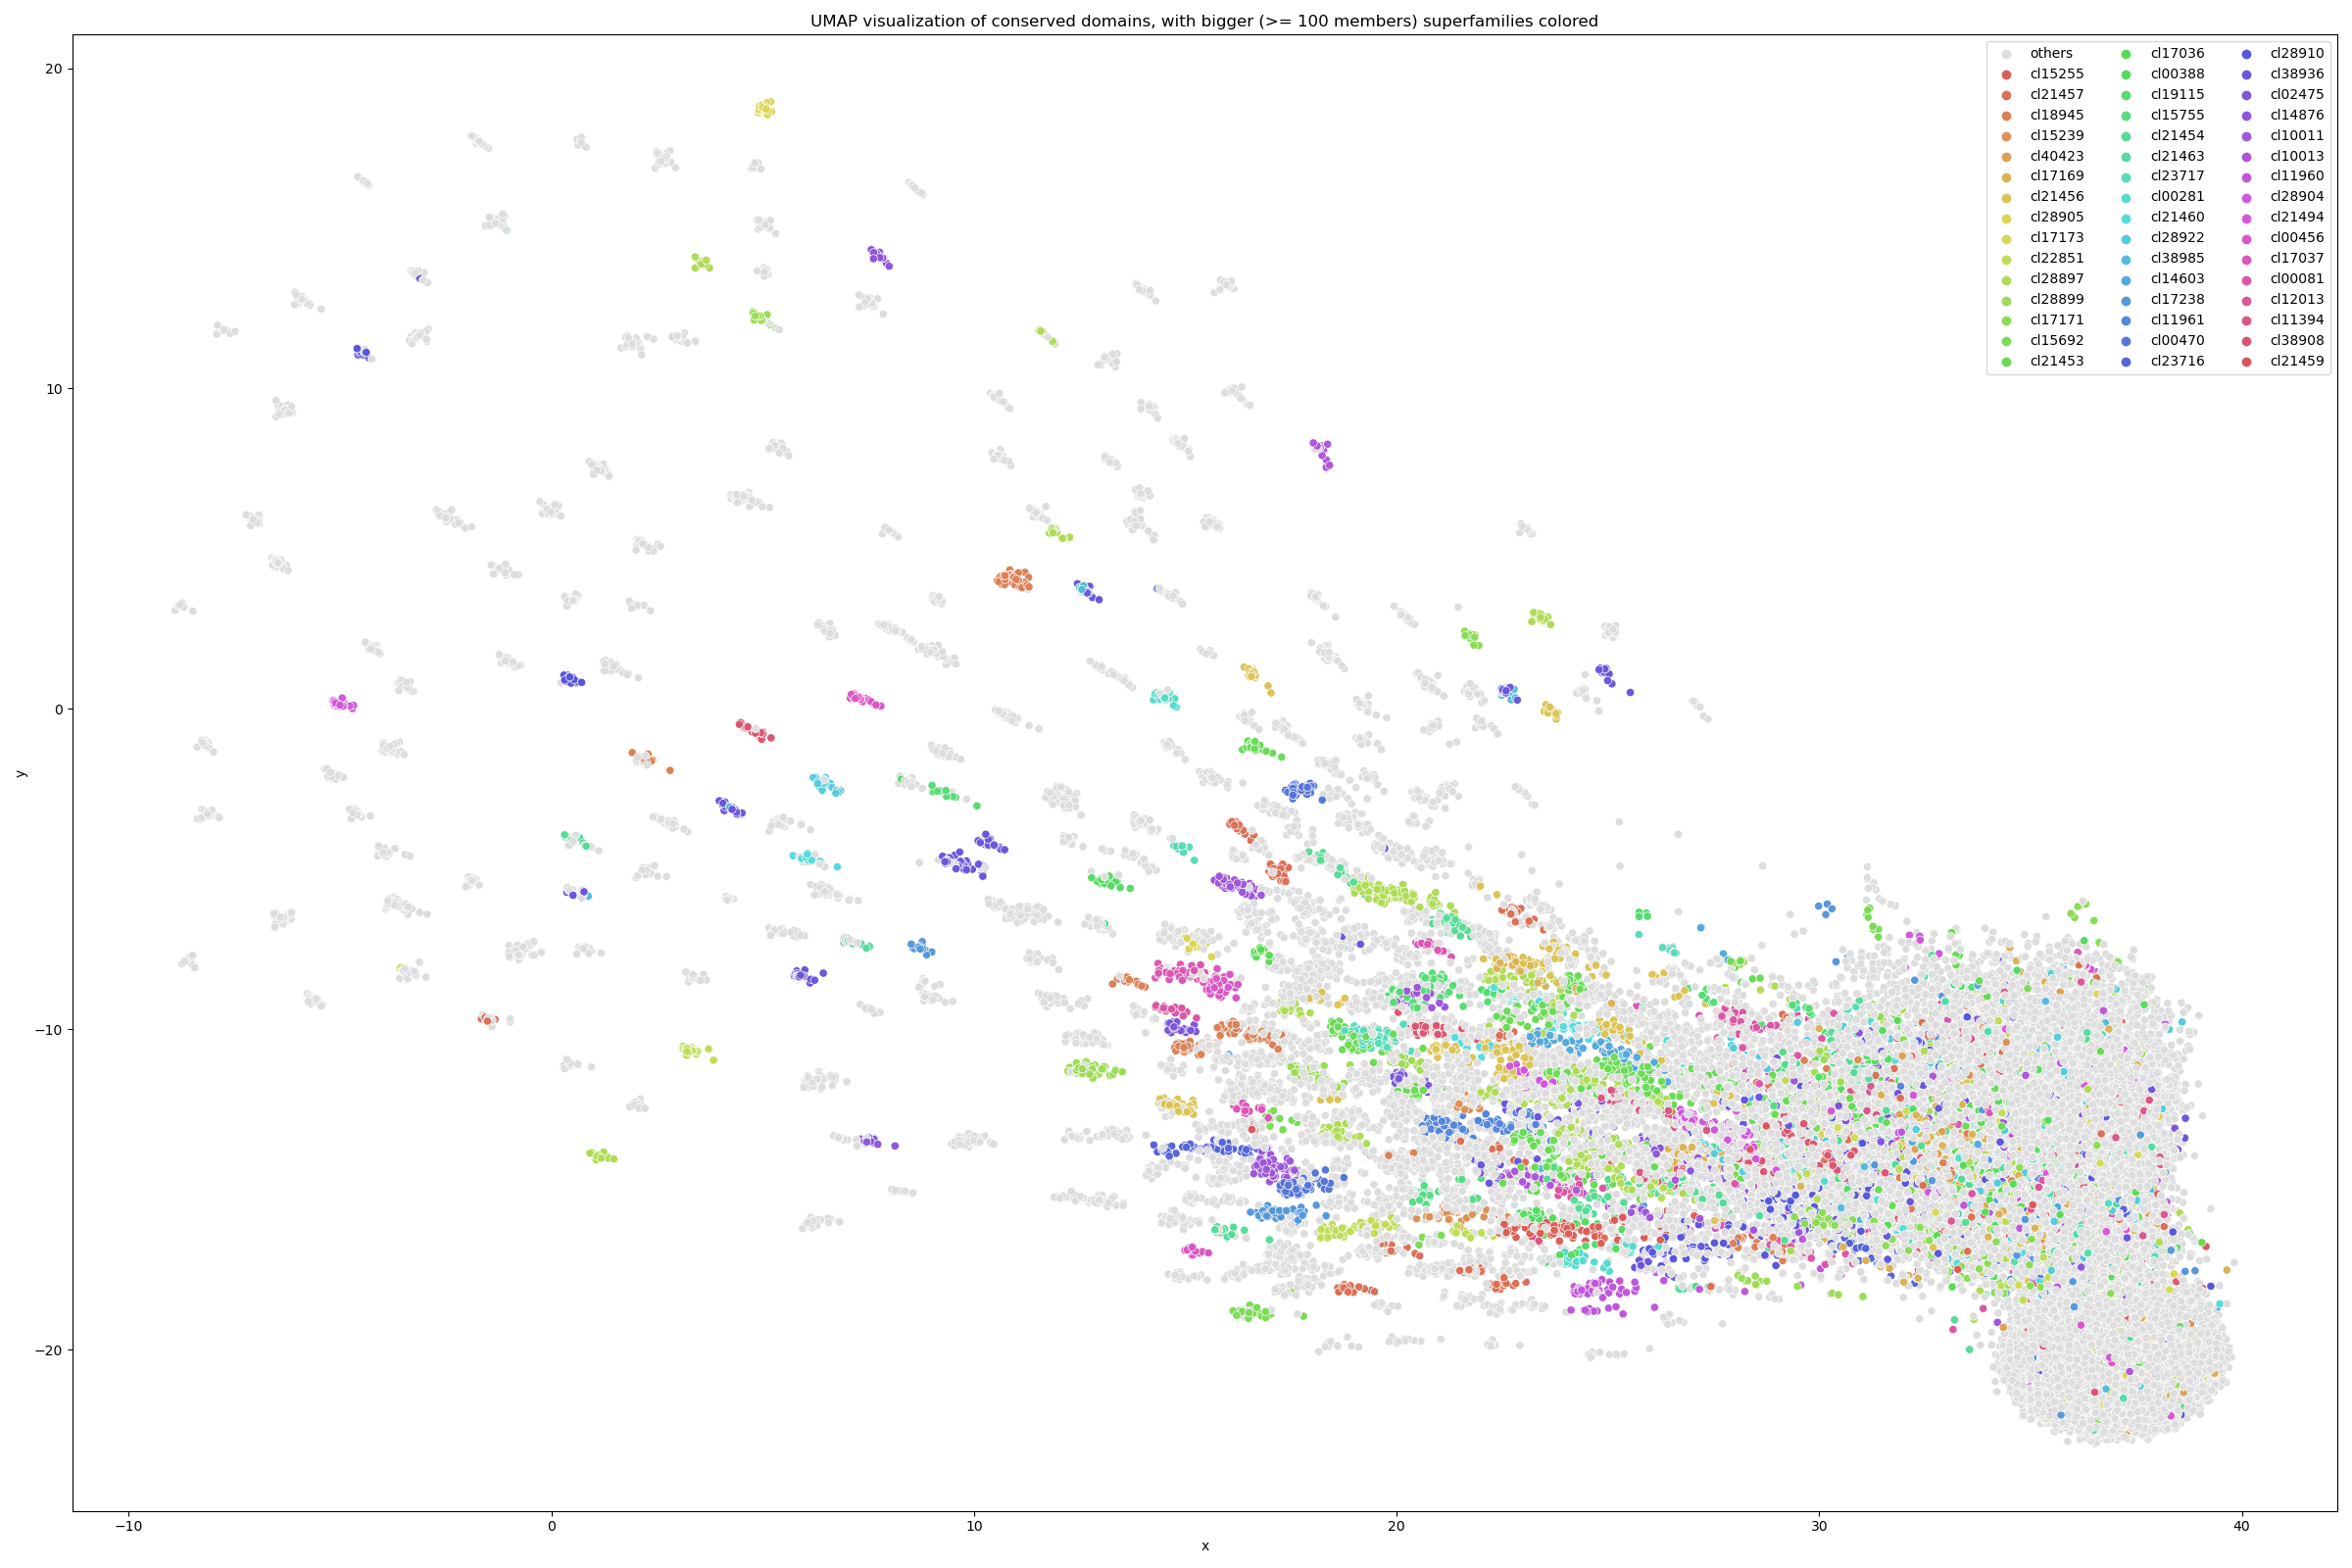 UMAP visualization of conserved domains, with bigger (>= 100 members) superfamilies colored
others cl17036 cl28910
cl15255 cl00388 cl38936
cl21457 cl19115 cl02475
cl18945 cl15755 cl14876
cl15239 cl21454 cl10011
cl40423 cl21463 cl10013
cl17169 cl23717 cl11960
cl21456 cl00281 cl28904
cl28905 cl21460 cl21494
cl17173 cl28922 cl00456
cl22851 cl38985 cl17037
cl28897 cl14603 cl00081
cl28899 cl17238 cl12013
cl17171 cl11961 cl11394
cl15692 cl00470 cl38908
cl21453 cl23716 cl21459
20
10
0
−10
−20
y
−10 0 10 20 30 40
x